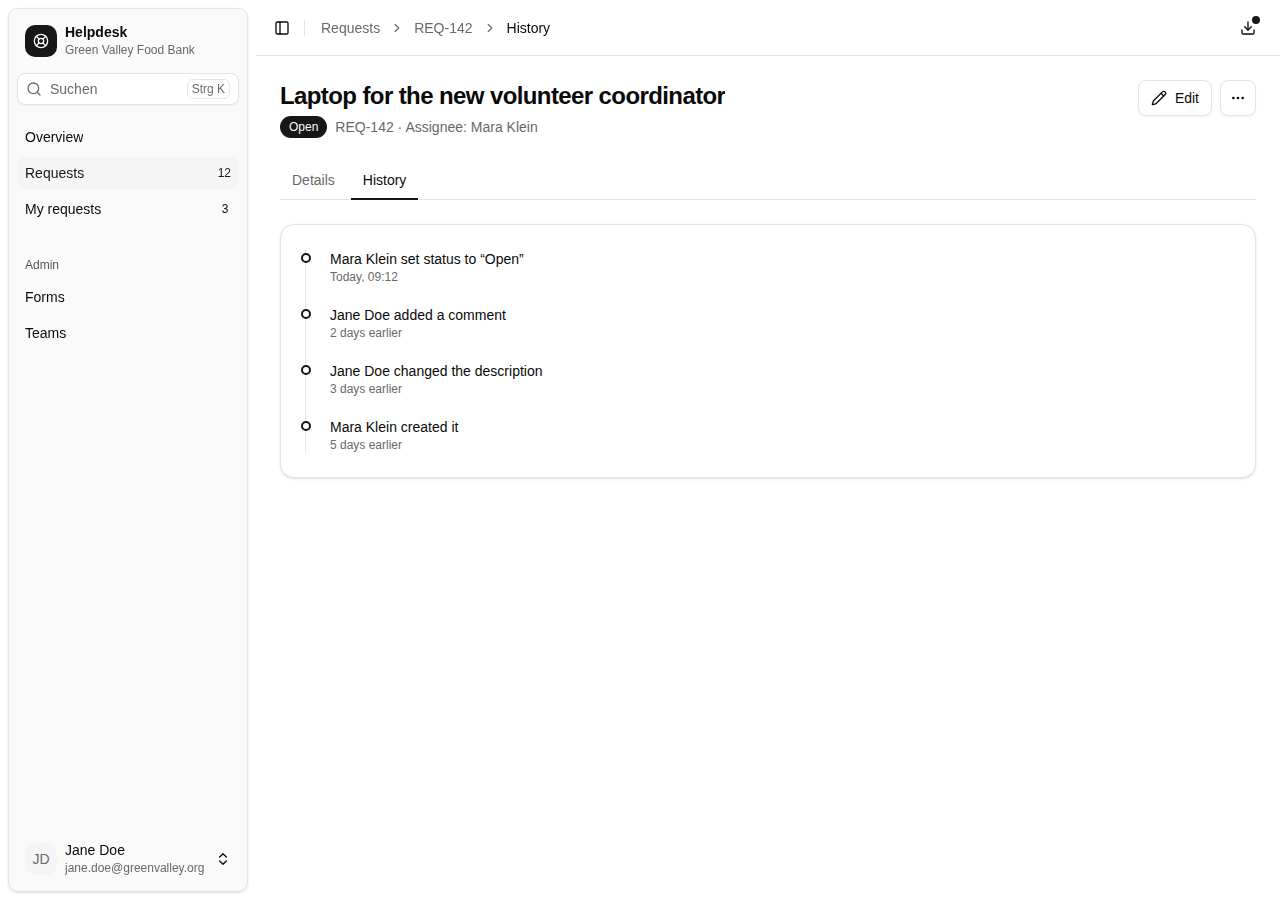 Helpdesk
Green Valley Food Bank
Suchen Strg K
Overview
Requests 12
My requests 3
Admin
Forms
Teams
JD
Jane Doe
jane.doe@greenvalley.org
Requests REQ-142 History
Laptop for the new volunteer coordinator
Edit
Open REQ-142 · Assignee: Mara Klein
Details History
Mara Klein set status to “Open”
Today, 09:12
Jane Doe added a comment
2 days earlier
Jane Doe changed the description
3 days earlier
Mara Klein created it
5 days earlier